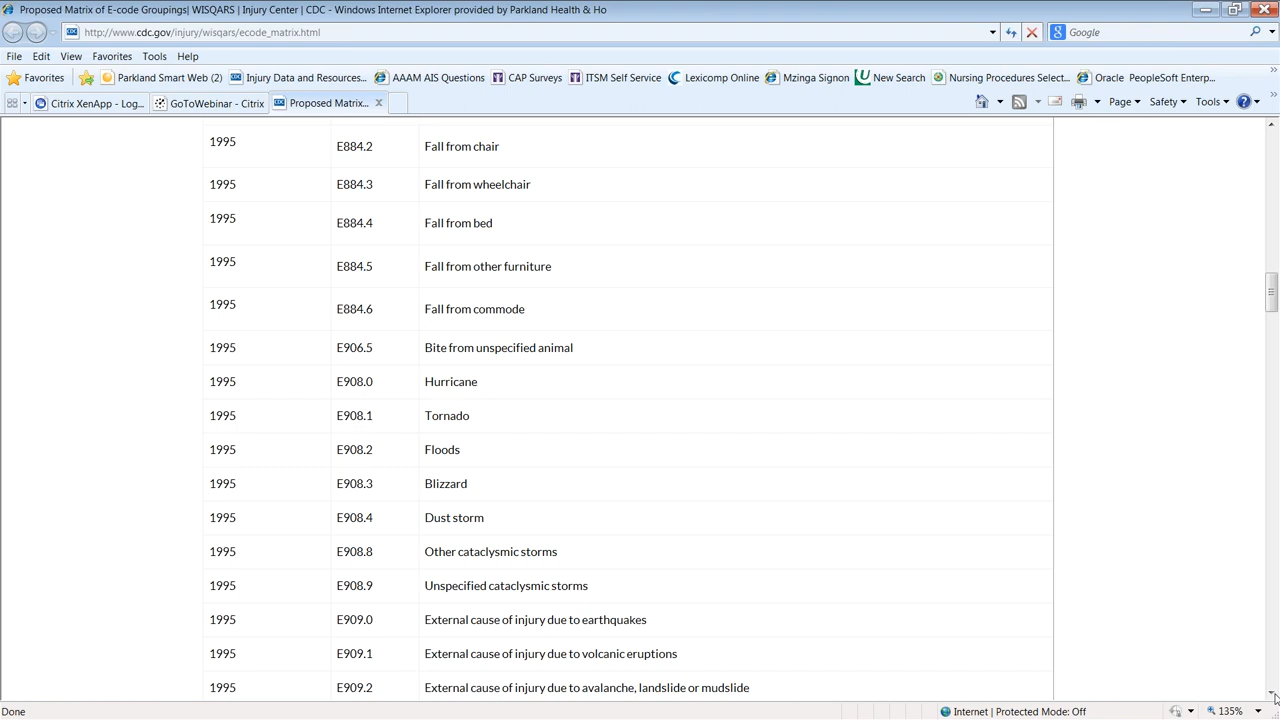 Proposed Matrix of E-code Groupings| WISQARS | Injury Center | CDC - Windows Internet Explorer provided by Parkland Health & Ho
http://www.cdc.gov/injury/wisqars/ecode_matrix.html
Google
File Edit View Favorites Tools Help
Favorites Parkland Smart Web (2) Injury Data and Resources... AAAM AIS Questions CAP Surveys ITSM Self Service Lexicomp Online Mzinga Signon New Search Nursing Procedures Select... Oracle PeopleSoft Enterp...
Citrix XenApp - Log... GoToWebinar - Citrix Proposed Matrix... Page Safety Tools
1995 E884.2 Fall from chair
1995 E884.3 Fall from wheelchair
1995 E884.4 Fall from bed
1995 E884.5 Fall from other furniture
1995 E884.6 Fall from commode
1995 E906.5 Bite from unspecified animal
1995 E908.0 Hurricane
1995 E908.1 Tornado
1995 E908.2 Floods
1995 E908.3 Blizzard
1995 E908.4 Dust storm
1995 E908.8 Other cataclysmic storms
1995 E908.9 Unspecified cataclysmic storms
1995 E909.0 External cause of injury due to earthquakes
1995 E909.1 External cause of injury due to volcanic eruptions
1995 E909.2 External cause of injury due to avalanche, landslide or mudslide
Done Internet | Protected Mode: Off 135%